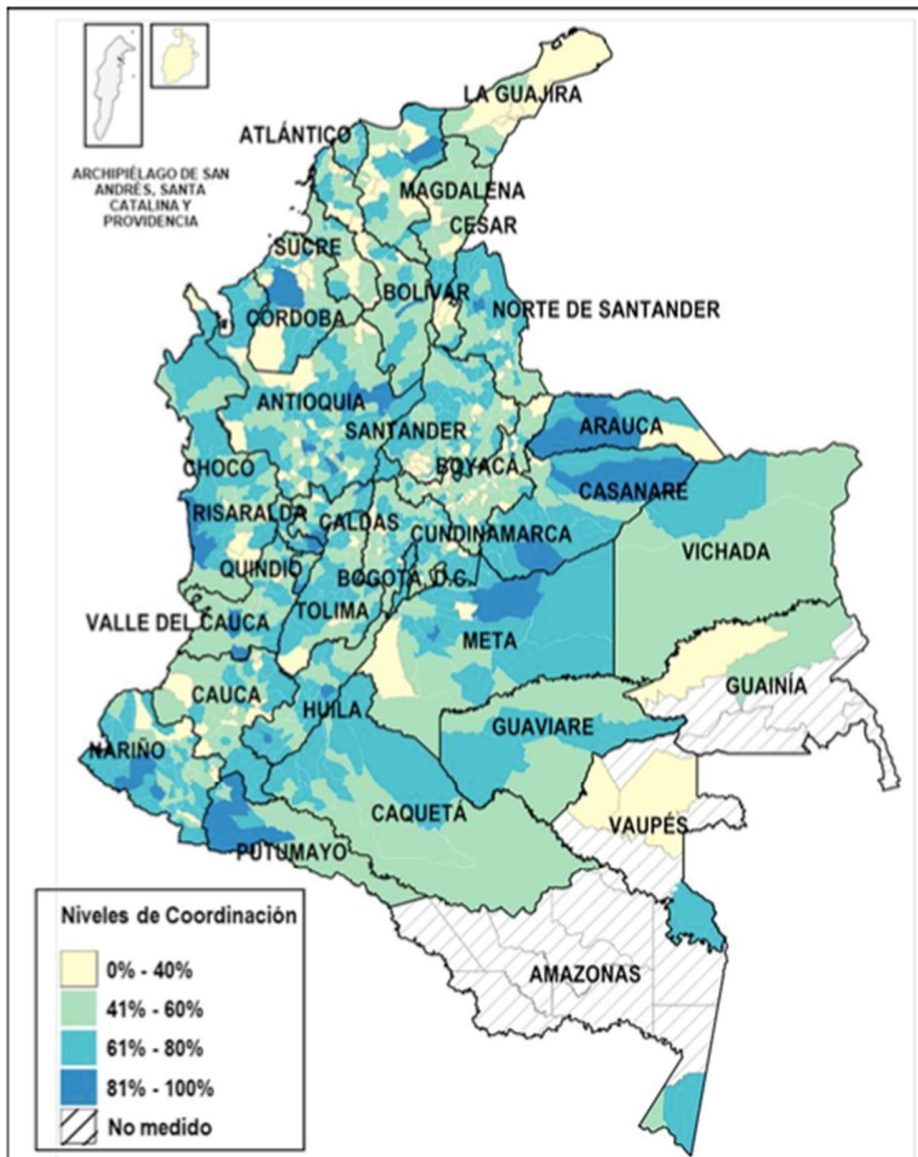 LA GUAJIRA
ATLÁNTICO
ARCHIPIÉLAGO DE SAN
ANDRÉS, SANTA
CATALINA Y
PROVIDENCIA
MAGDALENA
CESAR
SUCRE
BOLÍVAR
NORTE DE SANTANDER
CÓRDOBA
ANTIOQUIA
SANTANDER
ARAUCA
CHOCÓ
BOYACÁ
CASANARE
RISARALDA
CALDAS
CUNDINAMARCA
VICHADA
QUINDIO
BOGOTÁ, D.C.
TOLIMA
VALLE DEL CAUCA
META
CAUCA
GUAINÍA
HUILA
GUAVIARE
NARIÑO
CAQUETÁ
VAUPÉS
PUTUMAYO
AMAZONAS
Niveles de Coordinación
0% - 40%
41% - 60%
61% - 80%
81% - 100%
No medido